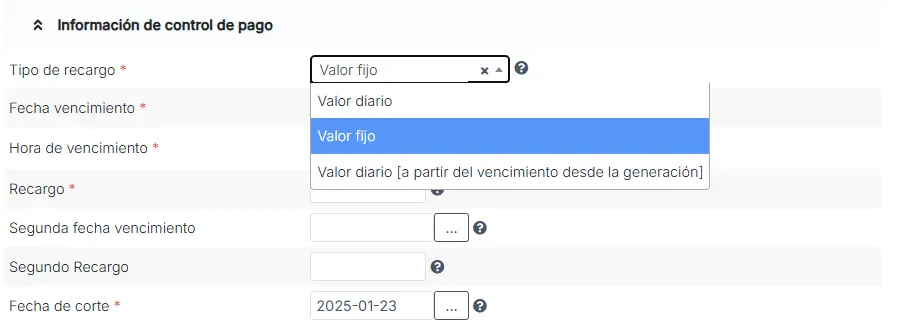 Información de control de pago
Tipo de recargo * Valor fijo × ?
Valor diario
Fecha vencimiento *
Valor fijo
Hora de vencimiento *
Valor diario [a partir del vencimiento desde la generación]
Recargo * ?
Segunda fecha vencimiento ... ?
Segundo Recargo ?
Fecha de corte * 2025-01-23 ... ?